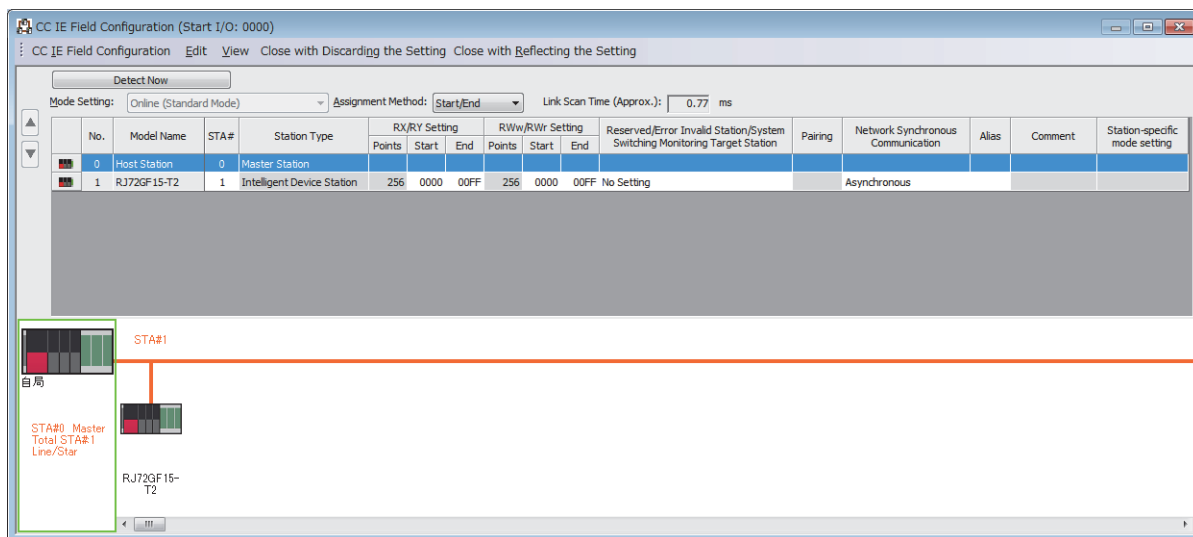 CC IE Field Configuration (Start I/O: 0000)
CC IE Field Configuration Edit View Close with Discarding the Setting Close with Reflecting the Setting
Detect Now
Mode Setting: Online (Standard Mode) Assignment Method: Start/End Link Scan Time (Approx.): 0.77 ms
No. Model Name STA# Station Type RX/RY Setting RWw/RWr Setting Reserved/Error Invalid Station/System Switching Monitoring Target Station Pairing Network Synchronous Communication Alias Comment Station-specific mode setting
Points Start End Points Start End
0 Host Station 0 Master Station
1 RJ72GF15-T2 1 Intelligent Device Station 256 0000 00FF 256 0000 00FF No Setting Asynchronous
STA#1
自局
STA#0 Master
Total STA#1
Line/Star
RJ72GF15-
T2